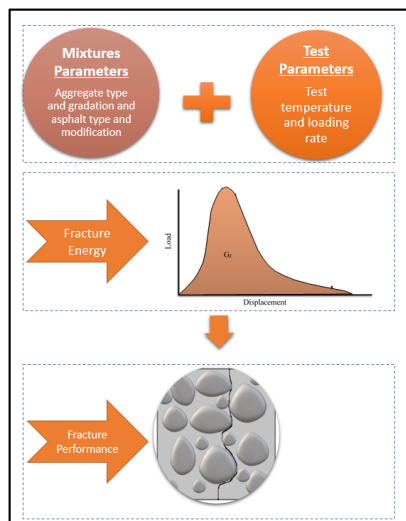 Mixtures
Parameters
Aggregate type
and gradation and
asphalt type and
modification
Test
Parameters
Test
temperature
and loading
rate
Fracture
Energy
Load
Gf
Displacement
Fracture
Performance